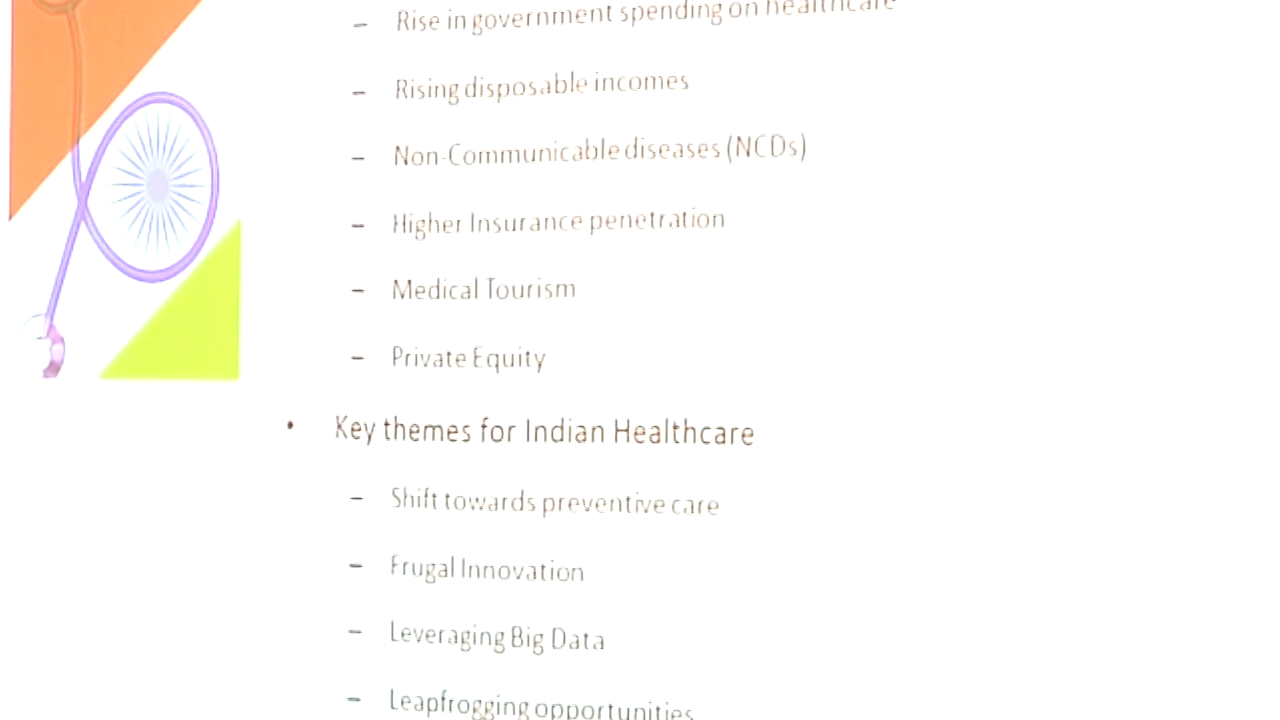 – Rise in government spending on healthcare
– Rising disposable incomes
– Non-Communicable diseases (NCDs)
– Higher Insurance penetration
– Medical Tourism
– Private Equity
• Key themes for Indian Healthcare
– Shift towards preventive care
– Frugal Innovation
– Leveraging Big Data
– Leapfrogging opportunities